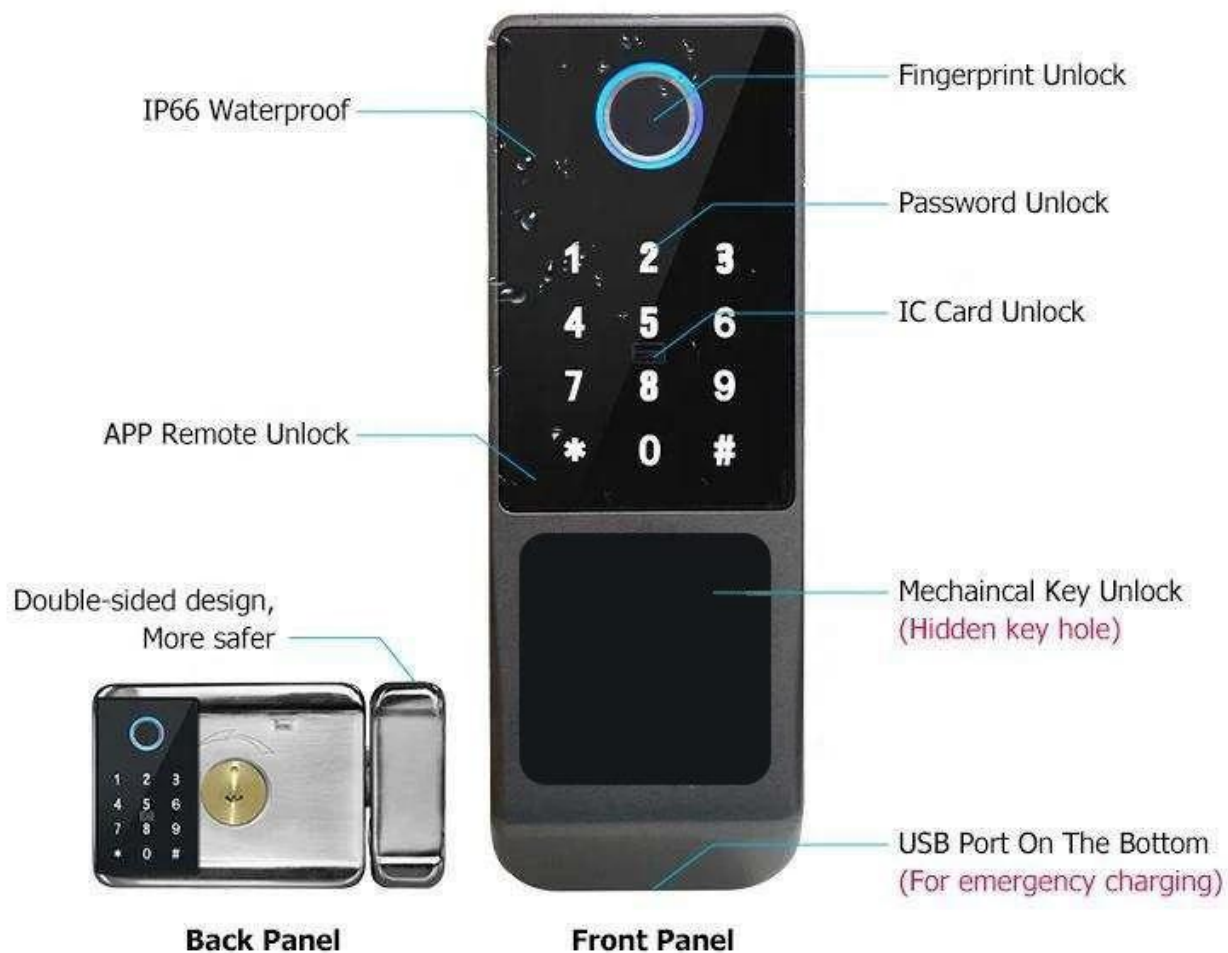 Fingerprint Unlock
IP66 Waterproof
Password Unlock
1 2 3
IC Card Unlock
4 5 6
7 8 9
APP Remote Unlock
* 0 #
Mechaincal Key Unlock
(Hidden key hole)
Double-sided design,
More safer
1 2 3
4 5 6
7 8 9
* 0 #
USB Port On The Bottom
(For emergency charging)
Back Panel
Front Panel